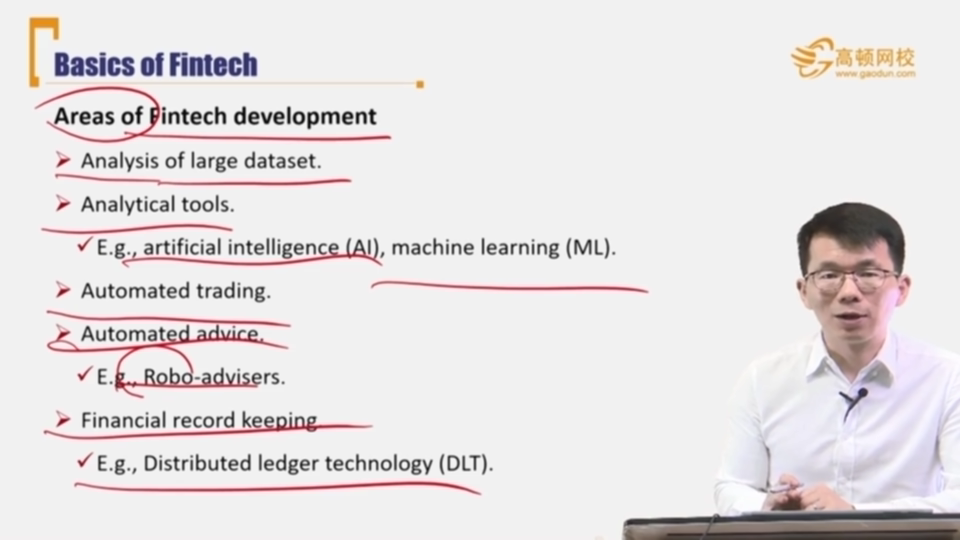 Basics of Fintech
高顿网校
www.gaodun.com
Areas of Fintech development
➢ Analysis of large dataset.
➢ Analytical tools.
✓E.g., artificial intelligence (AI), machine learning (ML).
➢ Automated trading.
➢ Automated advice.
✓E.g., Robo-advisers.
➢ Financial record keeping
✓E.g., Distributed ledger technology (DLT).